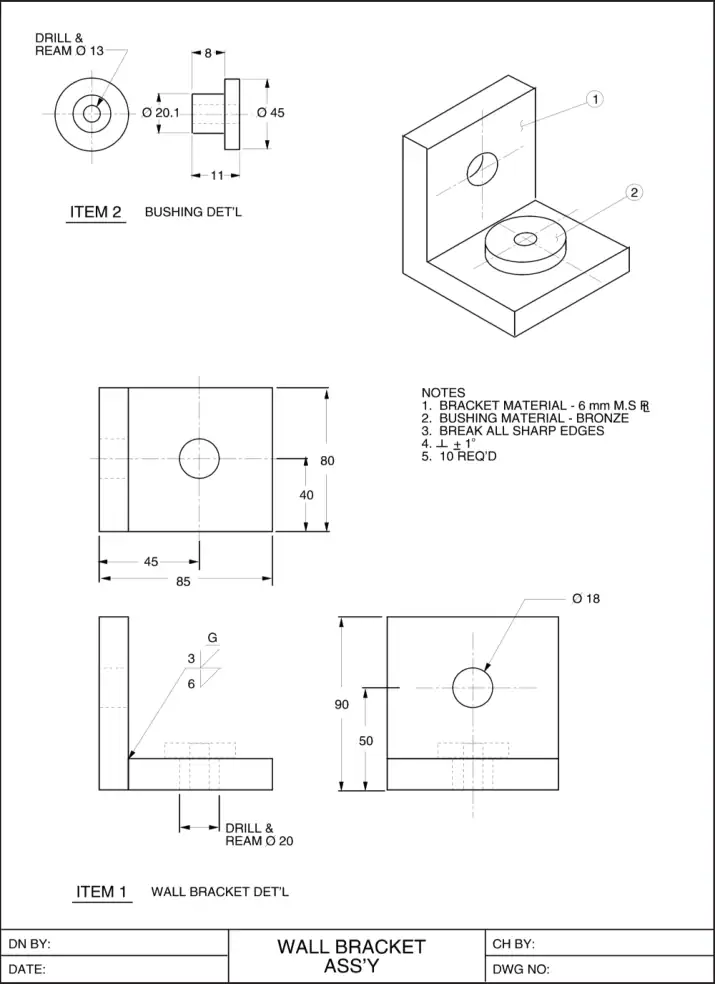 DRILL &
REAM Ø 13
8
Ø 20.1
Ø 45
11
ITEM 2 BUSHING DET'L
1
2
NOTES
1. BRACKET MATERIAL - 6 mm M.S ⅊
2. BUSHING MATERIAL - BRONZE
3. BREAK ALL SHARP EDGES
4. ⊥ ± 1°
5. 10 REQ'D
80
40
45
85
Ø 18
G
3
6
90
50
DRILL &
REAM Ø 20
ITEM 1 WALL BRACKET DET'L
DN BY:
DATE:
WALL BRACKET
ASS'Y
CH BY:
DWG NO: